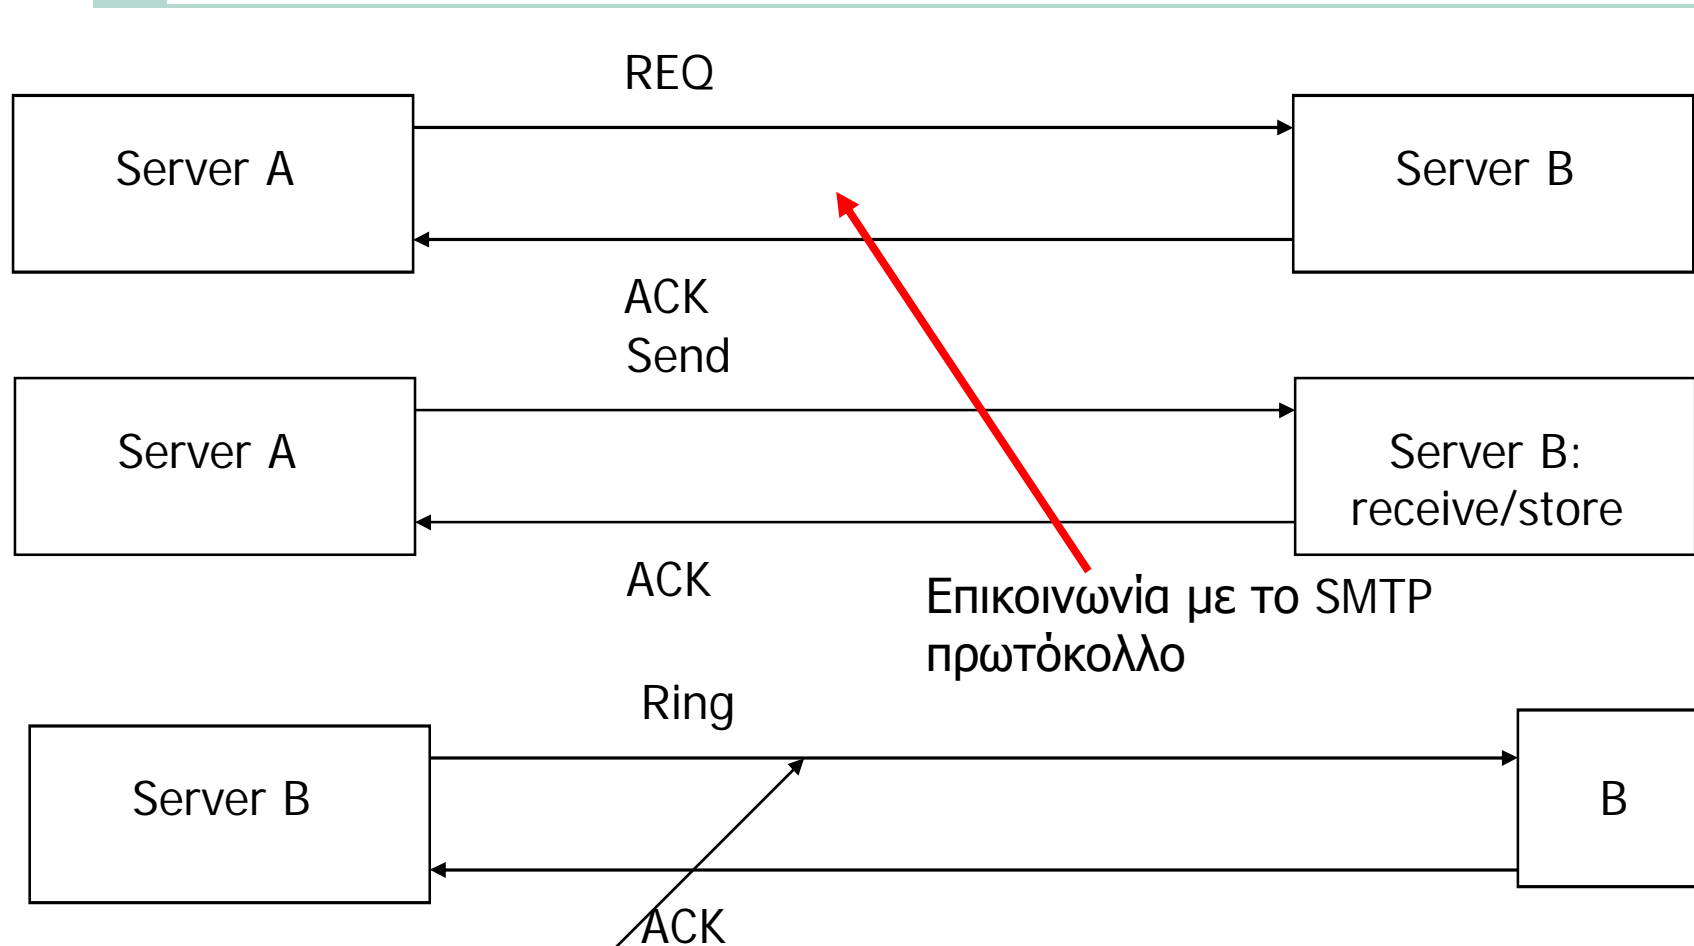 REQ
Server A
Server B
ACK
Send
Server A
Server B:
receive/store
ACK
Επικοινωνία με το SMTP
πρωτόκολλο
Ring
Server B
B
ACK